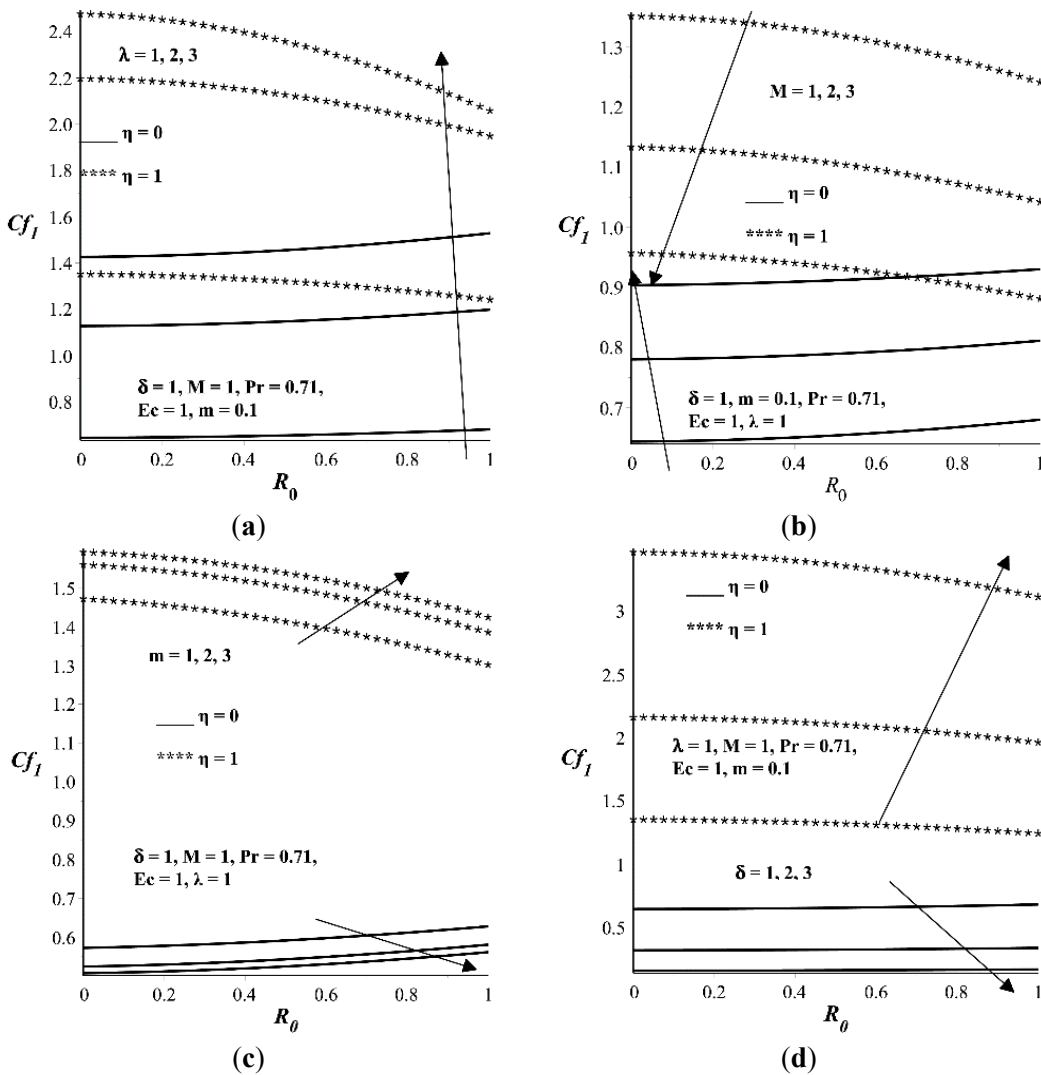 2.4
2.2
2.0
1.8
1.6
1.4
1.2
1.0
0.8
λ = 1, 2, 3
____ η = 0
**** η = 1
Cf1
δ = 1, M = 1, Pr = 0.71,
Ec = 1, m = 0.1
0 0.2 0.4 0.6 0.8 1
R0
(a)
1.3
1.2
1.1
1.0
0.9
0.8
0.7
M = 1, 2, 3
____ η = 0
**** η = 1
Cf1
δ = 1, m = 0.1, Pr = 0.71,
Ec = 1, λ = 1
0 0.2 0.4 0.6 0.8 1
R0
(b)
1.5
1.4
1.3
1.2
1.1
1.0
0.9
0.8
0.7
0.6
m = 1, 2, 3
____ η = 0
**** η = 1
Cf1
δ = 1, M = 1, Pr = 0.71,
Ec = 1, λ = 1
0 0.2 0.4 0.6 0.8 1
R0
(c)
3
2.5
2
1.5
1
0.5
____ η = 0
**** η = 1
Cf1
λ = 1, M = 1, Pr = 0.71,
Ec = 1, m = 0.1
δ = 1, 2, 3
0 0.2 0.4 0.6 0.8 1
R0
(d)